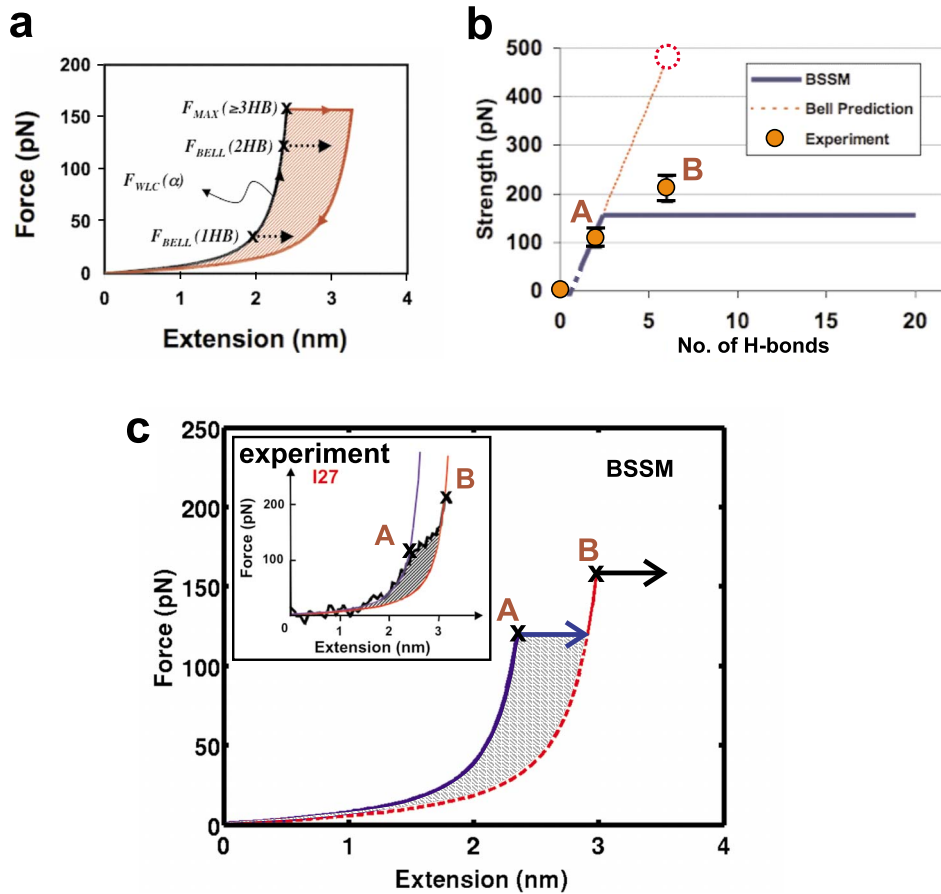 a
200
150
100
50
0
Force (pN)
F_MAX (≥3HB)
F_BELL (2HB)
F_WLC (α)
F_BELL (1HB)
0 1 2 3 4
Extension (nm)
b
500
400
300
200
100
0
Strength (pN)
BSSM
Bell Prediction
Experiment
A
B
0 5 10 15 20
No. of H-bonds
c
250
200
150
100
50
0
Force (pN)
experiment
I27
200
100
0
Force (pN)
A
B
1 2 3
Extension (nm)
BSSM
A
B
0 1 2 3 4
Extension (nm)